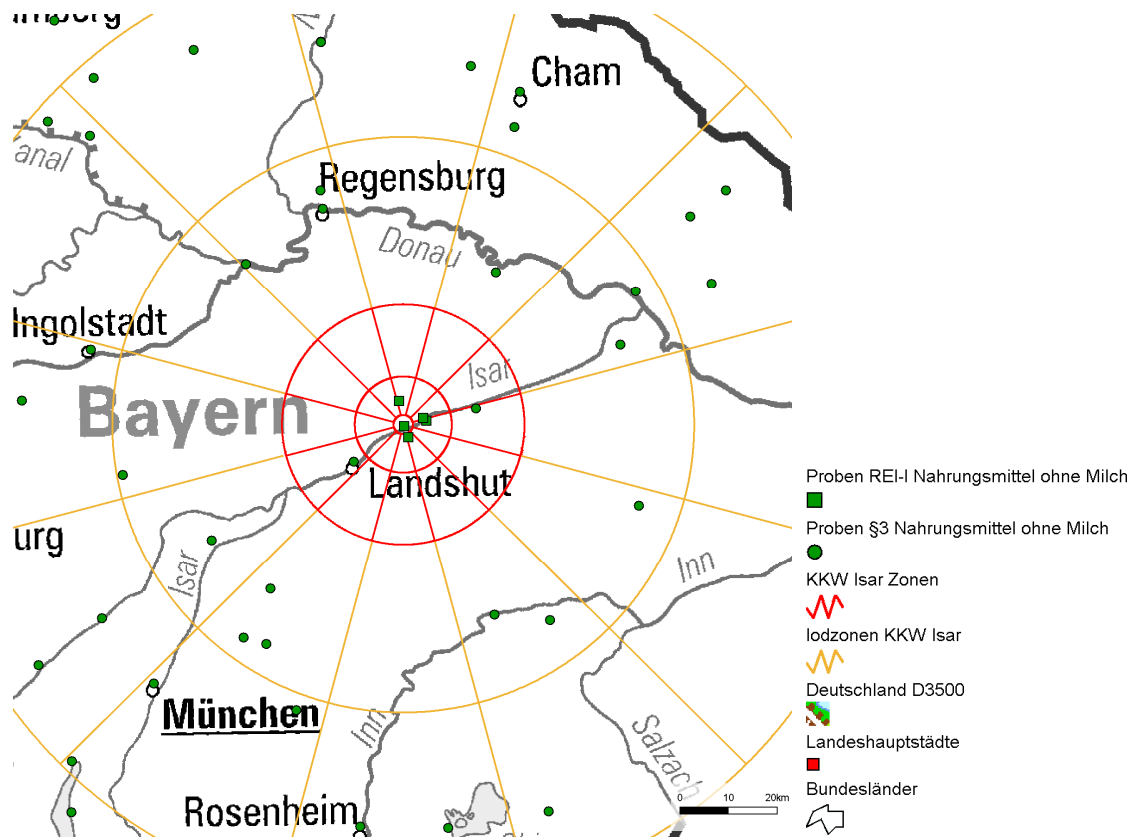 Cham
Kanal
Regensburg
Donau
Ingolstadt
Isar
Bayern
Landshut
urg
Isar
Inn
München
Inn
Salzach
Rosenheim
0 10 20km
Proben REI-I Nahrungsmittel ohne Milch
Proben §3 Nahrungsmittel ohne Milch
KKW Isar Zonen
Iodzonen KKW Isar
Deutschland D3500
Landeshauptstädte
Bundesländer